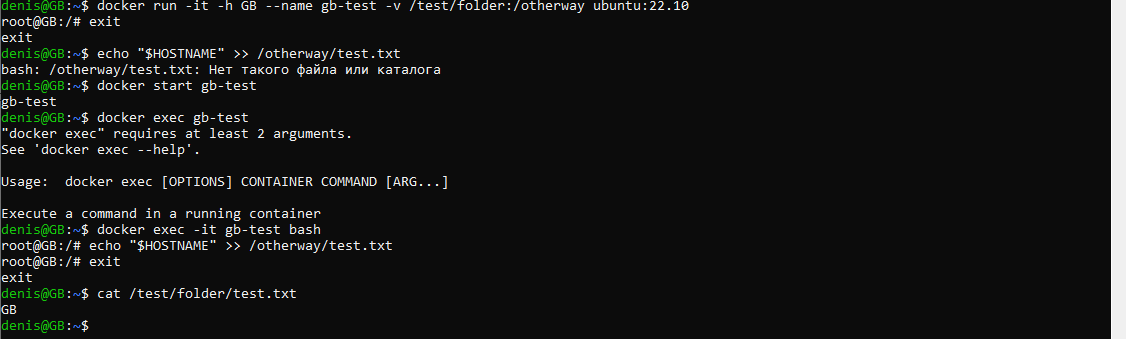 denis@GB:~$ docker run -it -h GB --name gb-test -v /test/folder:/otherway ubuntu:22.10
root@GB:/# exit
exit
denis@GB:~$ echo "$HOSTNAME" >> /otherway/test.txt
bash: /otherway/test.txt: Нет такого файла или каталога
denis@GB:~$ docker start gb-test
gb-test
denis@GB:~$ docker exec gb-test
"docker exec" requires at least 2 arguments.
See 'docker exec --help'.

Usage:  docker exec [OPTIONS] CONTAINER COMMAND [ARG...]

Execute a command in a running container
denis@GB:~$ docker exec -it gb-test bash
root@GB:/# echo "$HOSTNAME" >> /otherway/test.txt
root@GB:/# exit
exit
denis@GB:~$ cat /test/folder/test.txt
GB
denis@GB:~$